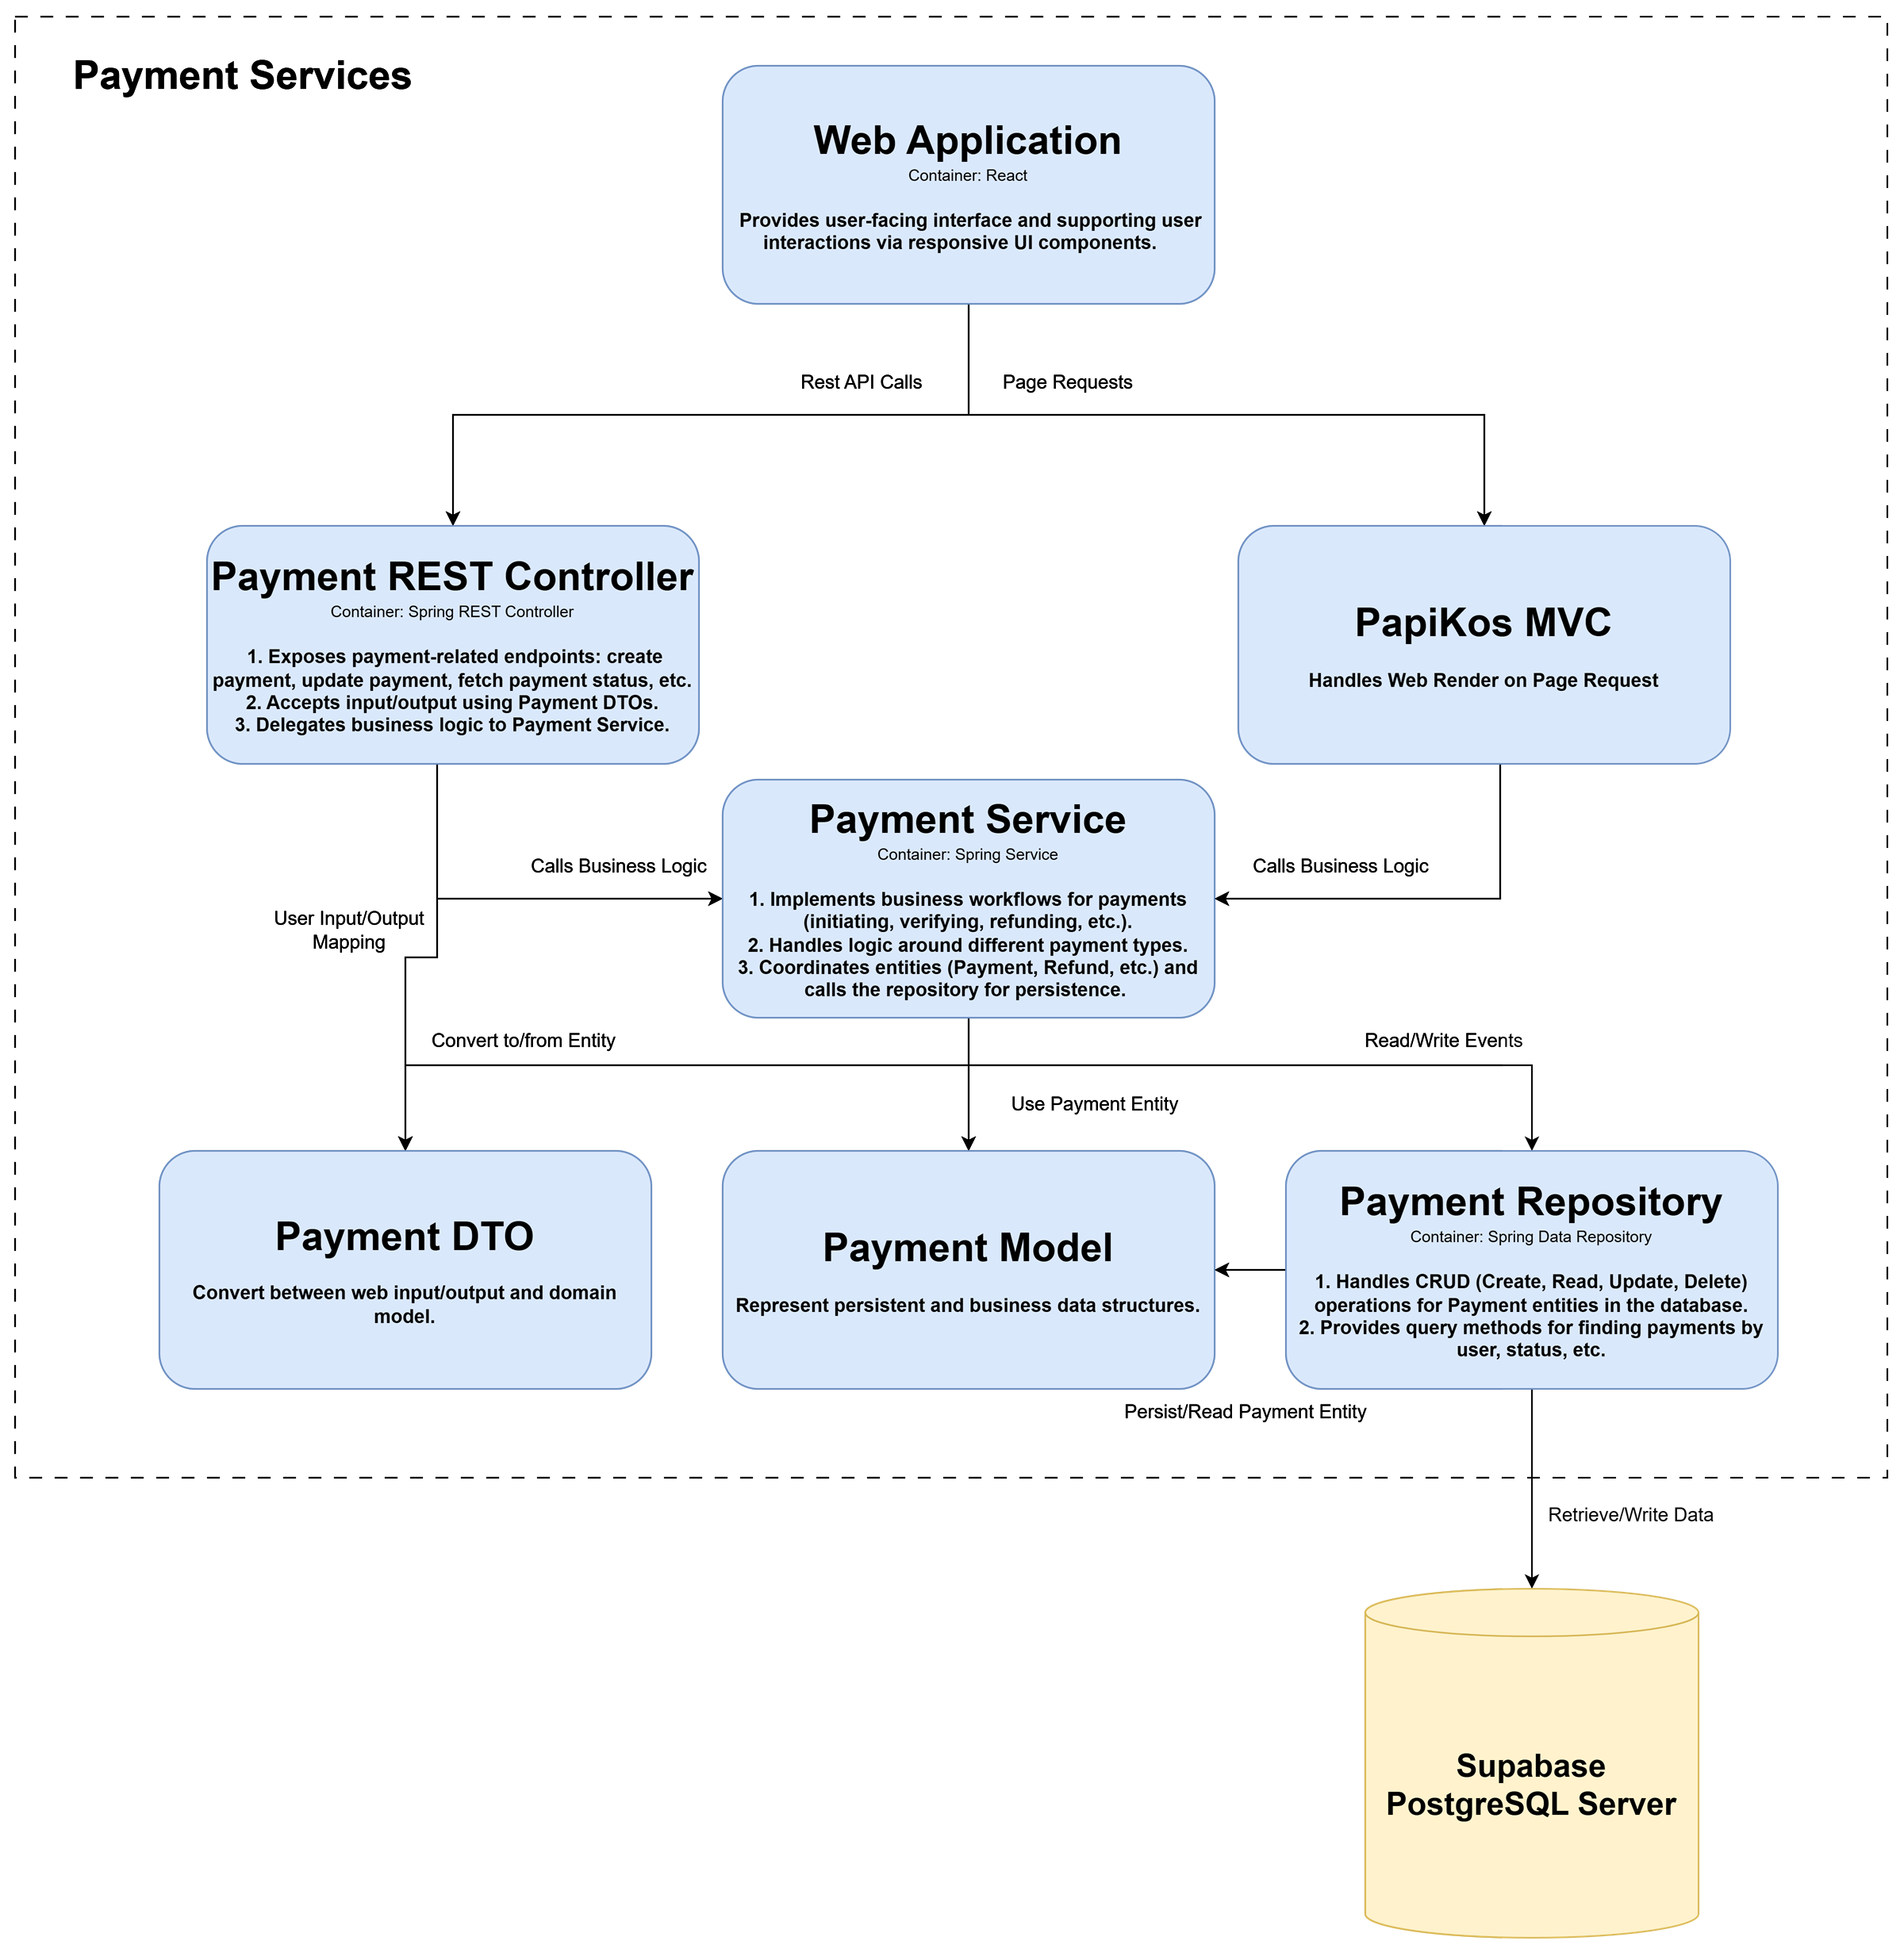 Payment Services
Web Application
Container: React
Provides user-facing interface and supporting user
interactions via responsive UI components.
Rest API Calls
Page Requests
Payment REST Controller
Container: Spring REST Controller
1. Exposes payment-related endpoints: create
payment, update payment, fetch payment status, etc.
2. Accepts input/output using Payment DTOs.
3. Delegates business logic to Payment Service.
PapiKos MVC
Handles Web Render on Page Request
Payment Service
Container: Spring Service
1. Implements business workflows for payments
(initiating, verifying, refunding, etc.).
2. Handles logic around different payment types.
3. Coordinates entities (Payment, Refund, etc.) and
calls the repository for persistence.
Calls Business Logic
Calls Business Logic
User Input/Output
Mapping
Convert to/from Entity
Read/Write Events
Use Payment Entity
Payment DTO
Convert between web input/output and domain
model.
Payment Model
Represent persistent and business data structures.
Payment Repository
Container: Spring Data Repository
1. Handles CRUD (Create, Read, Update, Delete)
operations for Payment entities in the database.
2. Provides query methods for finding payments by
user, status, etc.
Persist/Read Payment Entity
Retrieve/Write Data
Supabase
PostgreSQL Server